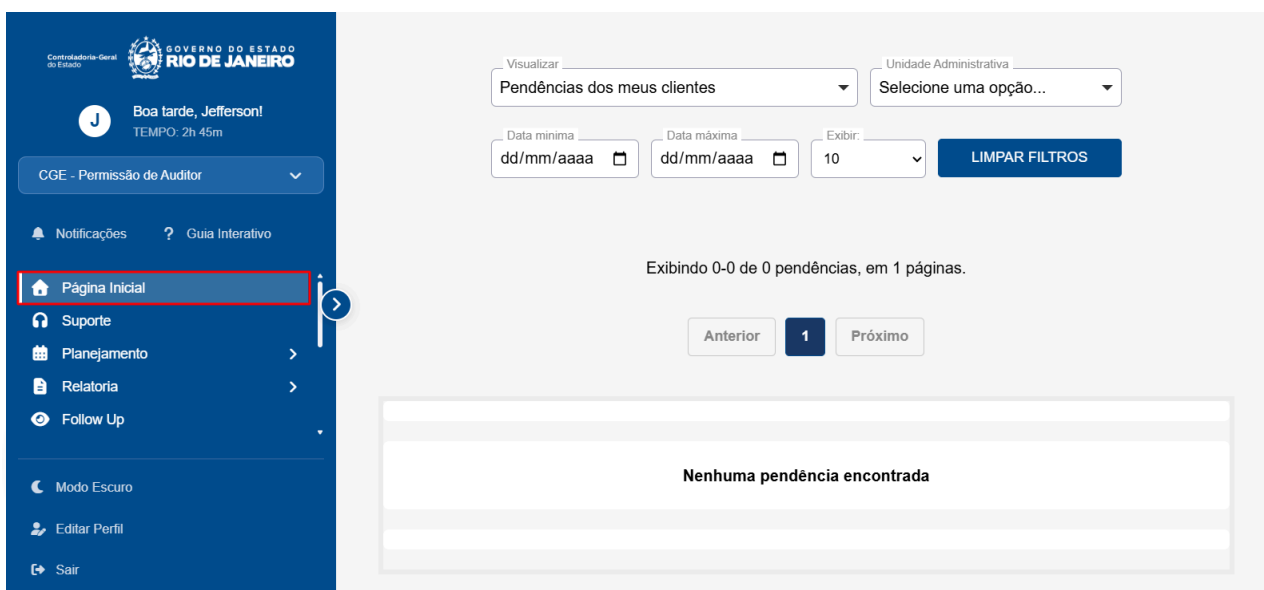 Controladoria-Geral
do Estado
GOVERNO DO ESTADO
RIO DE JANEIRO
J
Boa tarde, Jefferson!
TEMPO: 2h 45m
CGE - Permissão de Auditor
Notificações
? Guia Interativo
Página Inicial
Suporte
Planejamento
Relatoria
Follow Up
Modo Escuro
Editar Perfil
Sair
Visualizar
Pendências dos meus clientes
Unidade Administrativa
Selecione uma opção...
Data minima
dd/mm/aaaa
Data máxima
dd/mm/aaaa
Exibir:
10
LIMPAR FILTROS
Exibindo 0-0 de 0 pendências, em 1 páginas.
Anterior
1
Próximo
Nenhuma pendência encontrada